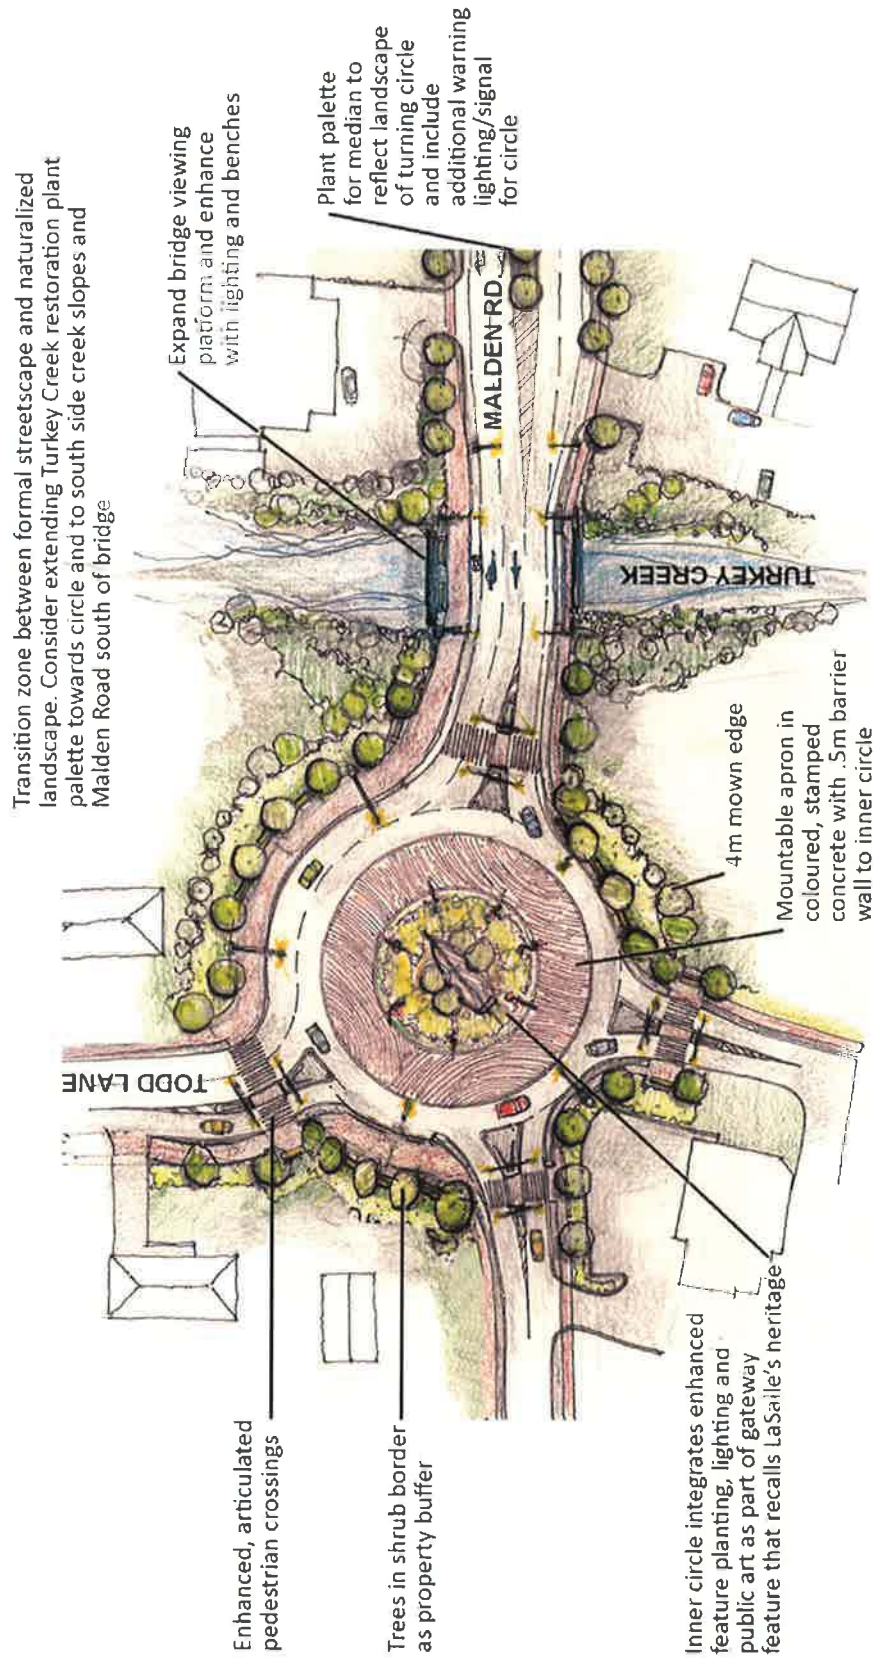 Transition zone between formal streetscape and naturalized
landscape. Consider extending Turkey Creek restoration plant
palette towards circle and to south side creek slopes and
Malden Road south of bridge
Expand bridge viewing
platform and enhance
with lighting and benches
Plant palette
for median to
reflect landscape
of turning circle
and include
additional warning
lighting/signal
for circle
MALDEN RD.
TURKEY CREEK
TODD LANE
Enhanced, articulated
pedestrian crossings
Trees in shrub border
as property buffer
4m mown edge
Mountable apron in
coloured, stamped
concrete with .5m barrier
wall to inner circle
Inner circle integrates enhanced
feature planting, lighting and
public art as part of gateway
feature that recalls LaSalle's heritage